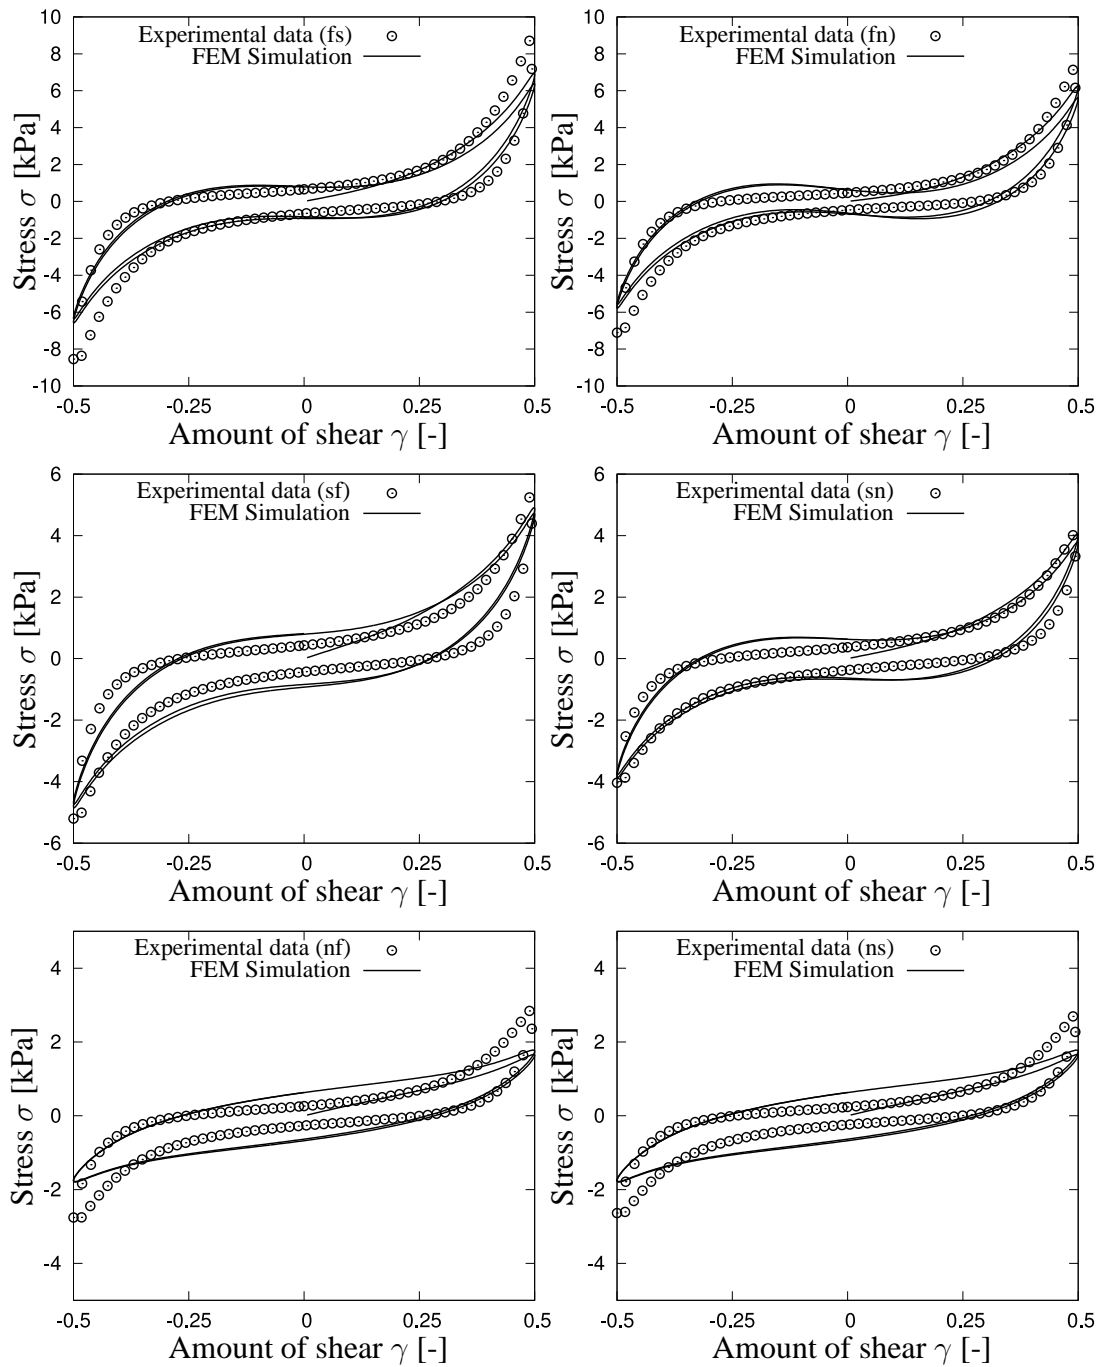 Experimental data (fs)
FEM Simulation
10
8
6
4
2
0
-2
-4
-6
-8
-10
Stress σ [kPa]
-0.5 -0.25 0 0.25 0.5
Amount of shear γ [-]
Experimental data (fn)
FEM Simulation
10
8
6
4
2
0
-2
-4
-6
-8
-10
Stress σ [kPa]
-0.5 -0.25 0 0.25 0.5
Amount of shear γ [-]
Experimental data (sf)
FEM Simulation
6
4
2
0
-2
-4
-6
Stress σ [kPa]
-0.5 -0.25 0 0.25 0.5
Amount of shear γ [-]
Experimental data (sn)
FEM Simulation
6
4
2
0
-2
-4
-6
Stress σ [kPa]
-0.5 -0.25 0 0.25 0.5
Amount of shear γ [-]
Experimental data (nf)
FEM Simulation
4
2
0
-2
-4
Stress σ [kPa]
-0.5 -0.25 0 0.25 0.5
Amount of shear γ [-]
Experimental data (ns)
FEM Simulation
4
2
0
-2
-4
Stress σ [kPa]
-0.5 -0.25 0 0.25 0.5
Amount of shear γ [-]